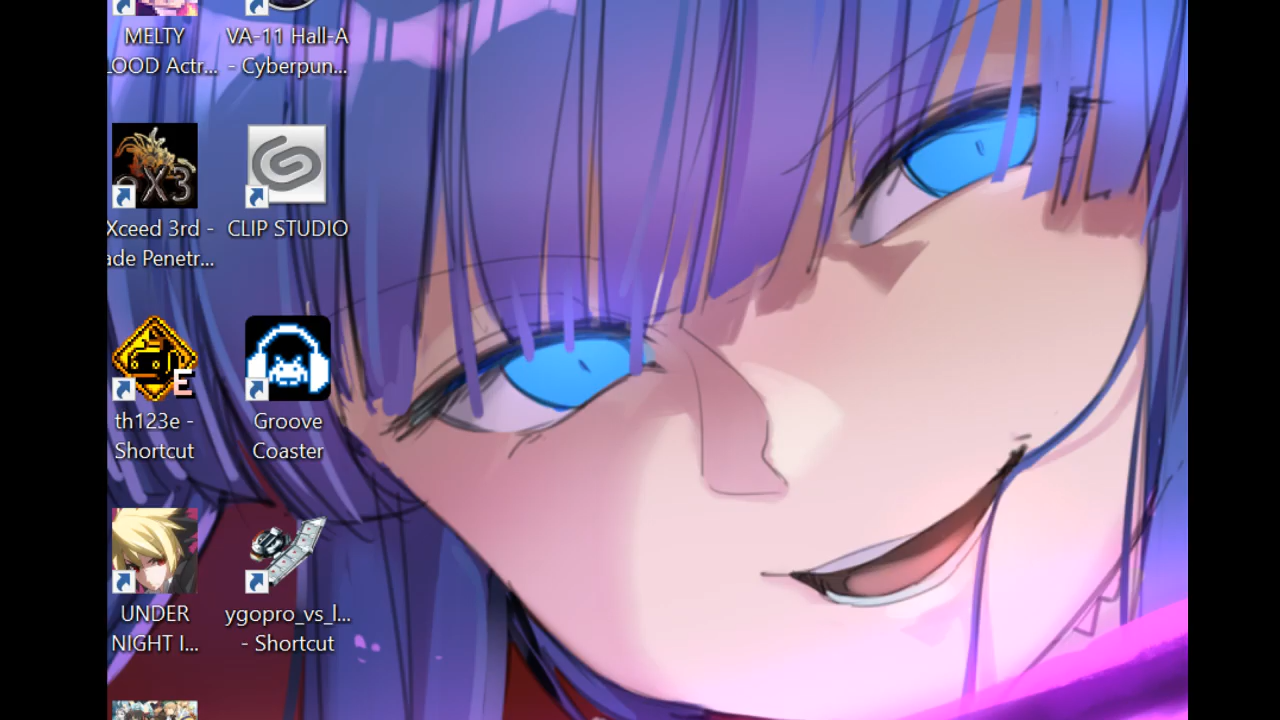 MELTY
LOOD Actr...
VA-11 Hall-A
- Cyberpun...
eX3
Xceed 3rd -
ade Penetr...
CLIP STUDIO
E
th123e -
Shortcut
Groove
Coaster
UNDER
NIGHT I...
ygopro_vs_l...
- Shortcut